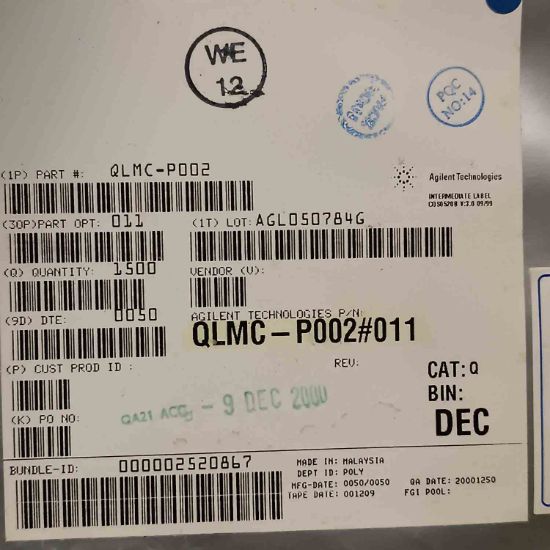 WE
12
PQC
NO:14
(1P) PART #: QLMC-P002
Agilent Technologies
INTERMEDIATE LABEL
(30P)PART OPT: 011
(1T) LOT: AGL050784G
(Q) QUANTITY: 1500
VENDOR (V):
(9D) DTE: 0050
AGILENT TECHNOLOGIES P/N:
QLMC-P002#011
(P) CUST PROD ID :
REV:
CAT: Q
BIN:
DEC
QA21 ACC - 9 DEC 2000
(K) PO NO:
BUNDLE-ID: 000002520867
MADE IN: MALAYSIA
DEPT ID: POLY
MFG-DATE: 0050/0050 QA DATE: 20001250
TAPE DATE: 001209 FGI POOL: